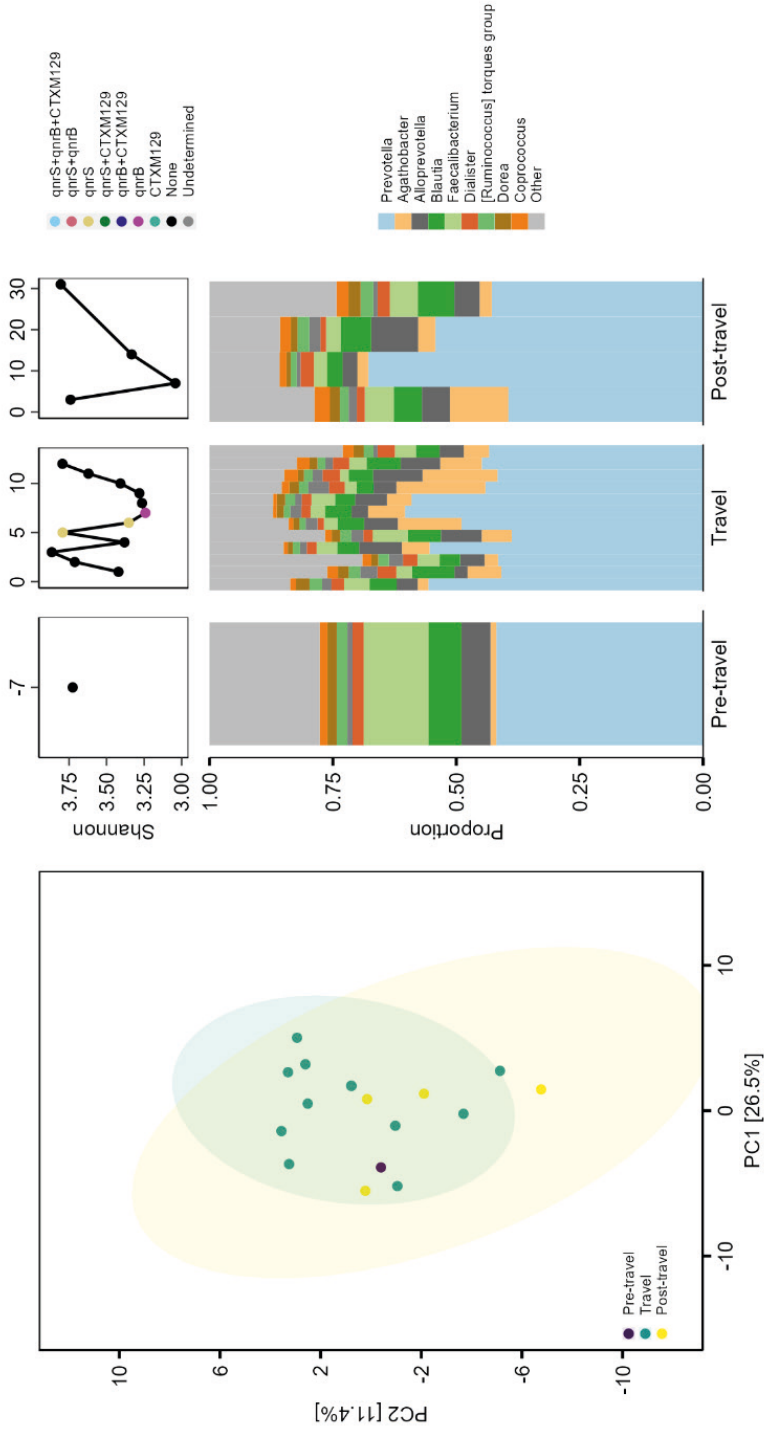 PC2 [11.4%]
10
6
2
-2
-6
-10
Pre-travel
Travel
Post-travel
-10
0
10
PC1 [26.5%]
Shannon
3.75
3.50
3.25
3.00
-7
0
5
10
0
10
20
30
qnrS+qnrB+CTXM129
qnrS+qnrB
qnrS
qnrS+CTXM129
qnrB+CTXM129
qnrB
CTXM129
None
Undetermined
Proportion
1.00
0.75
0.50
0.25
0.00
Pre-travel
Travel
Post-travel
Prevotella
Agathobacter
Alloprevotella
Blautia
Faecalibacterium
Dialister
[Ruminococcus] torques group
Dorea
Coprococcus
Other